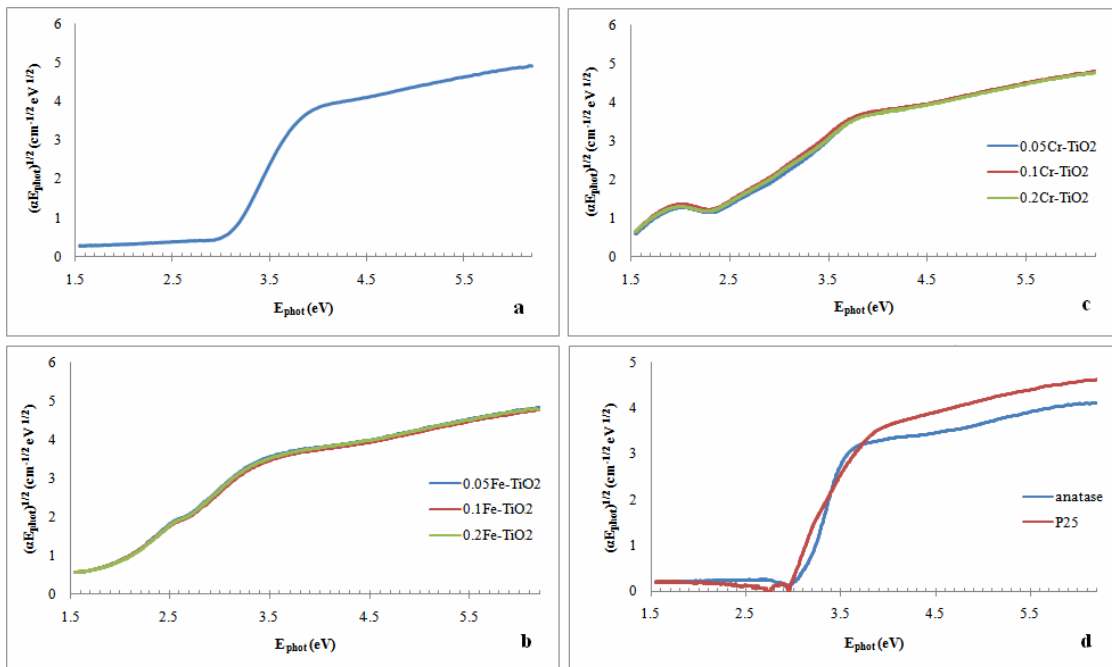 6
5
4
3
2
1
0
(αEphot)1/2 (cm-1/2 eV 1/2)
1.5 2.5 3.5 4.5 5.5
Ephot (eV)
a
6
5
4
3
2
1
0
(αEphot)1/2 (cm-1/2 eV 1/2)
0.05Cr-TiO2
0.1Cr-TiO2
0.2Cr-TiO2
1.5 2.5 3.5 4.5 5.5
Ephot (eV)
c
6
5
4
3
2
1
0
(αEphot)1/2 (cm-1/2 eV 1/2)
0.05Fe-TiO2
0.1Fe-TiO2
0.2Fe-TiO2
1.5 2.5 3.5 4.5 5.5
Ephot (eV)
b
5
4
3
2
1
0
(αEphot)1/2 (cm-1/2 eV 1/2)
anatase
P25
1.5 2.5 3.5 4.5 5.5
Ephot (eV)
d